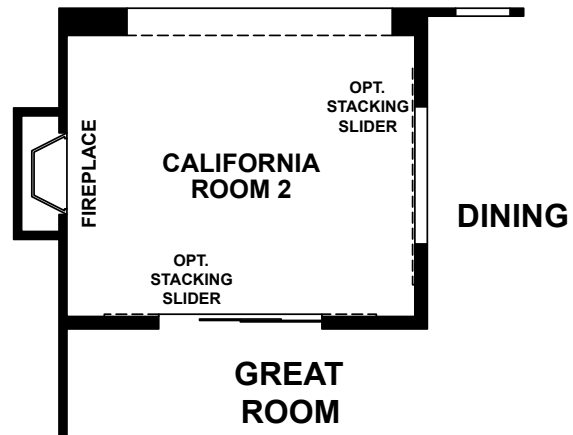 OPT.
STACKING
SLIDER
FIREPLACE
CALIFORNIA
ROOM 2
DINING
OPT.
STACKING
SLIDER
GREAT
ROOM